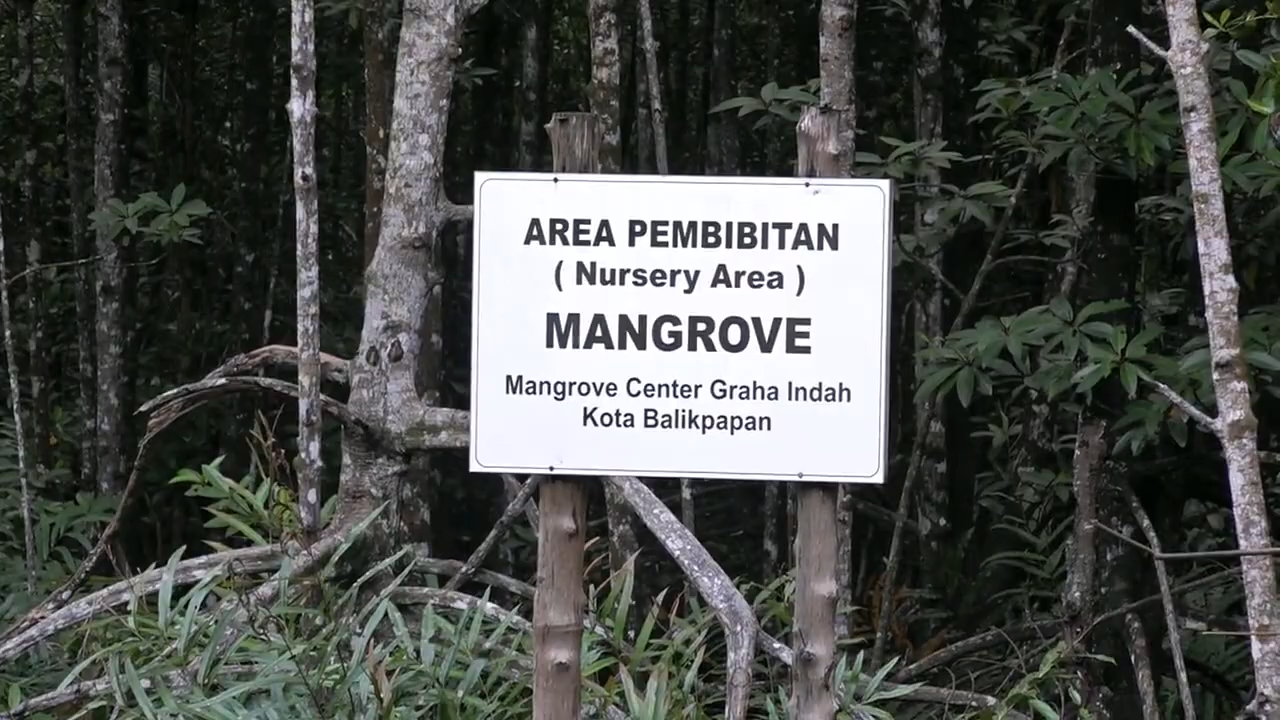 AREA PEMBIBITAN
( Nursery Area )
MANGROVE
Mangrove Center Graha Indah
Kota Balikpapan